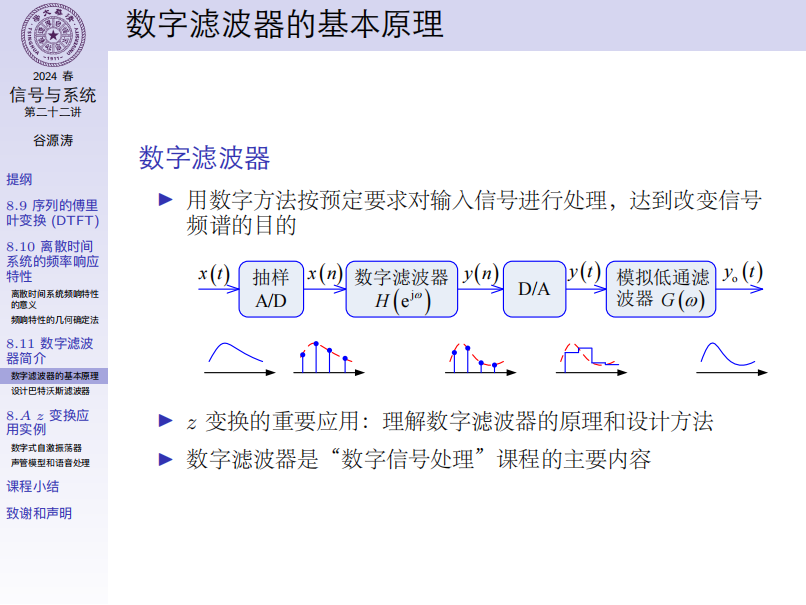 数字滤波器的基本原理
2024 春
信号与系统
第二十二讲
谷源涛
提纲
8.9 序列的傅里
叶变换 (DTFT)
8.10 离散时间
系统的频率响应
特性
离散时间系统频响特性
的意义
频响特性的几何确定法
8.11 数字滤波
器简介
数字滤波器的基本原理
设计巴特沃斯滤波器
8.A z 变换应
用实例
数字式自激振荡器
声管模型和语音处理
课程小结
致谢和声明
数字滤波器
用数字方法按预定要求对输入信号进行处理，达到改变信号
频谱的目的
x(t) 抽样 A/D x(n) 数字滤波器 H(e^{jω}) y(n) D/A y(t) 模拟低通滤波器 G(ω) y_o(t)
z 变换的重要应用：理解数字滤波器的原理和设计方法
数字滤波器是“数字信号处理”课程的主要内容